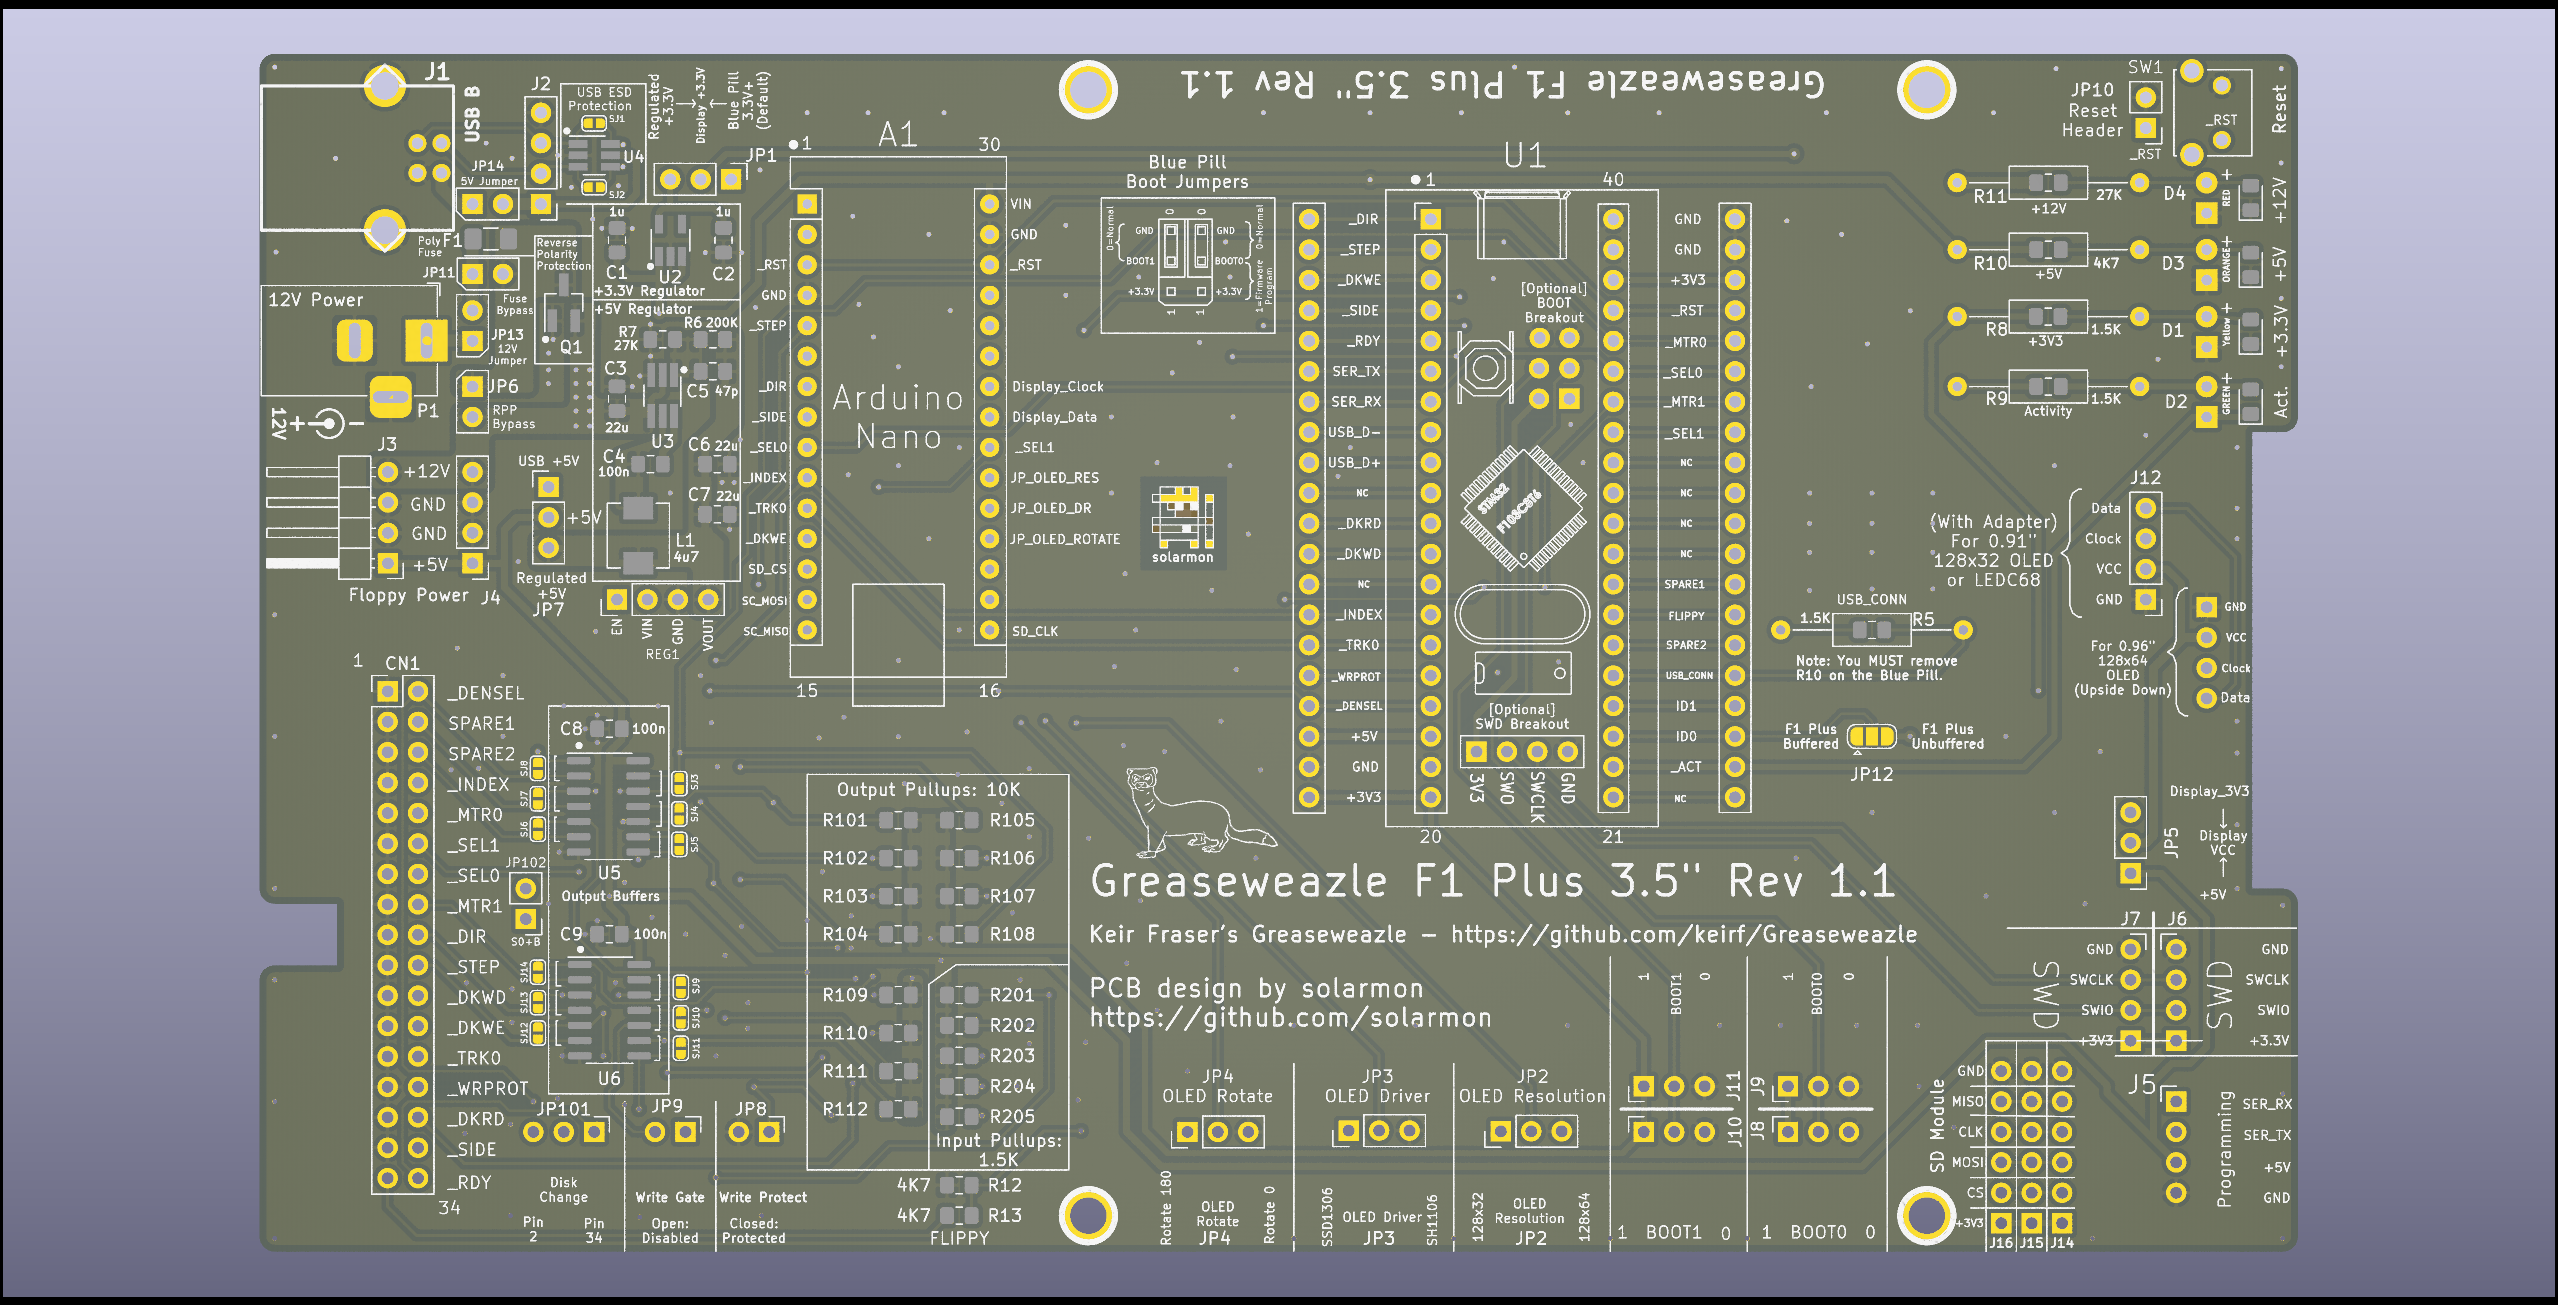 J1
USB B
J2
USB ESD
Protection
SJ1
U4
SJ2
Regulated
+3.3V
Display +3.3V
Blue Pill
3.3V+
(Default)
JP1
JP14
5V Jumper
Poly
Fuse
F1
JP11
Fuse
Bypass
12V Power
JP13
12V
Jumper
JP6
RPP
Bypass
P1
12V
+
-
Reverse
Polarity
Protection
Q1
1u
1u
C1
U2
C2
+3.3V Regulator
+5V Regulator
R6 200K
R7
27K
C3
C5 47p
22u
U3
C6 22u
C4
100n
C7 22u
L1
4u7
J3
+12V
GND
GND
+5V
Floppy Power
J4
USB +5V
+5V
Regulated
+5V
JP7
EN
VIN
GND
VOUT
REG1
A1
1
30
_RST
GND
_STEP
_DIR
_SIDE
_SEL0
_INDEX
_TRK0
_DKWE
SD_CS
SC_MOSI
SC_MISO
Arduino
Nano
VIN
GND
_RST
Display_Clock
Display_Data
_SEL1
JP_OLED_RES
JP_OLED_DR
JP_OLED_ROTATE
SD_CLK
15
16
Blue Pill
Boot Jumpers
0=Normal
0
0
GND
GND
BOOT1
BOOT0
+3.3V
+3.3V
1
1
0=Normal
1=Firmware
Program
solarmon
Greaseweazle F1 Plus 3.5" Rev 1.1
U1
1
40
_DIR
_STEP
_DKWE
_SIDE
_RDY
SER_TX
SER_RX
USB_D-
USB_D+
NC
_DKRD
_DKWD
NC
_INDEX
_TRK0
_WRPROT
_DENSEL
+5V
GND
+3V3
[Optional]
BOOT
Breakout
STM32
F103C8T6
[Optional]
SWD Breakout
3V3
SWO
SWCLK
GND
20
21
GND
GND
+3V3
_RST
_MTR0
_SEL0
_MTR1
_SEL1
NC
NC
NC
NC
SPARE1
FLIPPY
SPARE2
USB_CONN
ID1
ID0
_ACT
NC
SW1
JP10
Reset
Header
_RST
_RST
Reset
R11
27K
+12V
D4
RED
+
+12V
R10
4K7
+5V
D3
ORANGE
+
+5V
R8
1.5K
+3V3
D1
Yellow
+
+3.3V
R9
1.5K
Activity
D2
GREEN
+
Act.
J12
Data
Clock
VCC
GND
(With Adapter)
For 0.91"
128x32 OLED
or LEDC68
USB_CONN
1.5K
R5
Note: You MUST remove
R10 on the Blue Pill.
GND
VCC
Clock
Data
For 0.96"
128x64
OLED
(Upside Down)
F1 Plus
Buffered
F1 Plus
Unbuffered
JP12
Display_3V3
JP5
Display
VCC
+5V
1
CN1
_DENSEL
SPARE1
SPARE2
_INDEX
_MTR0
_SEL1
_SEL0
_MTR1
_DIR
_STEP
_DKWD
_DKWE
_TRK0
_WRPROT
_DKRD
_SIDE
_RDY
34
C8
100n
SJ8
SJ7
SJ6
SJ3
SJ4
SJ5
JP102
S0+B
U5
Output Buffers
C9
100n
SJ14
SJ13
SJ12
SJ9
SJ10
SJ11
U6
JP101
JP9
JP8
Disk
Change
Pin
2
Pin
34
Write Gate
Open:
Disabled
Write Protect
Closed:
Protected
Output Pullups: 10K
R101
R105
R102
R106
R103
R107
R104
R108
R109
R201
R202
R110
R203
R111
R204
R112
R205
Input Pullups:
1.5K
4K7
R12
4K7
R13
FLIPPY
Greaseweazle F1 Plus 3.5" Rev 1.1
Keir Fraser's Greaseweazle - https://github.com/keirf/Greaseweazle
PCB design by solarmon
https://github.com/solarmon
JP4
OLED Rotate
JP3
OLED Driver
JP2
OLED Resolution
Rotate 180
OLED
Rotate
JP4
Rotate 0
SSD1306
OLED Driver
JP3
SH1106
128x32
OLED
Resolution
JP2
128x64
1
BOOT1
0
J11
J10
1 BOOT1 0
1
BOOT0
0
J9
J8
1 BOOT0 0
J7
J6
GND
SWCLK
SWIO
+3V3
SWD
SWD
GND
SWCLK
SWIO
+3.3V
SD Module
GND
MISO
CLK
MOSI
CS
+3V3
J16
J15
J14
J5
Programming
SER_RX
SER_TX
+5V
GND